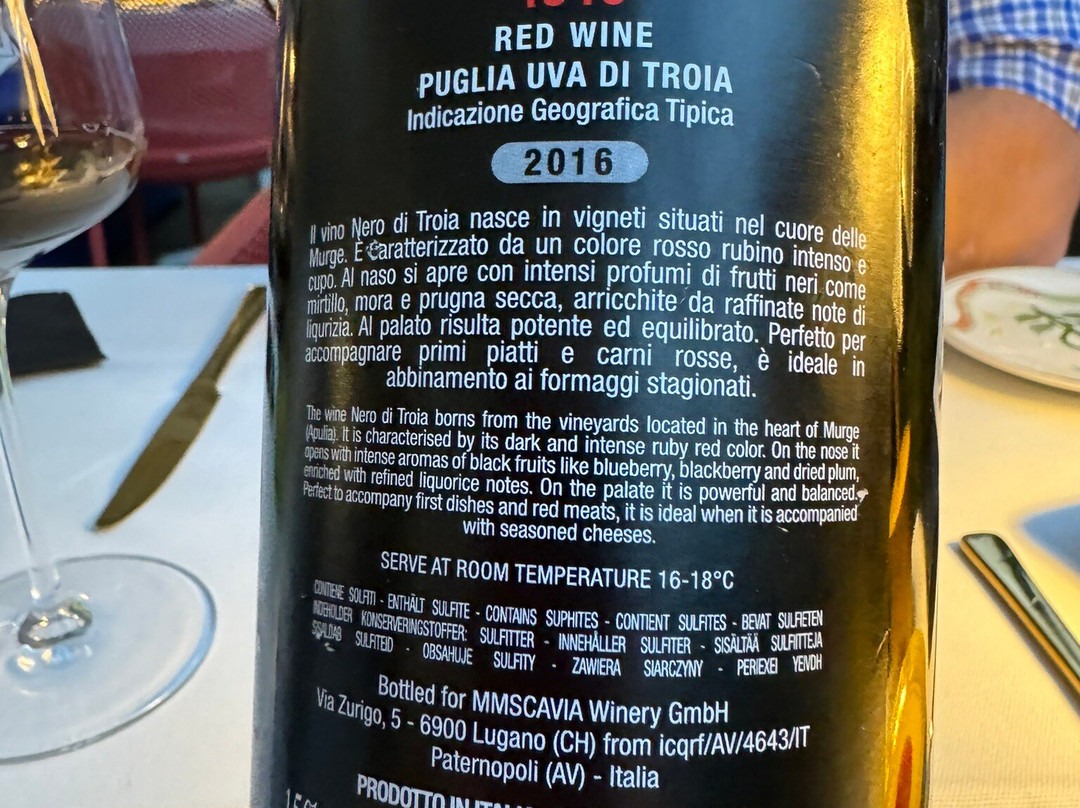 RED WINE
PUGLIA UVA DI TROIA
Indicazione Geografica Tipica
2016
Il vino Nero di Troia nasce in vigneti situati nel cuore delle
Murge. È caratterizzato da un colore rosso rubino intenso e
cupo. Al naso si apre con intensi profumi di frutti neri come
mirtillo, mora e prugna secca, arricchite da raffinate note di
liqurizia. Al palato risulta potente ed equilibrato. Perfetto per
accompagnare primi piatti e carni rosse, è ideale in
abbinamento ai formaggi stagionati.
The wine Nero di Troia borns from the vineyards located in the heart of Murge
(Apulia). It is characterised by its dark and intense ruby red color. On the nose it
opens with intense aromas of black fruits like blueberry, blackberry and dried plum,
enriched with refined liquorice notes. On the palate it is powerful and balanced.
Perfect to accompany first dishes and red meats, it is ideal when it is accompanied
with seasoned cheeses.
SERVE AT ROOM TEMPERATURE 16-18°C
CONTIENE SOLFITI - ENTHÄLT SULFITE - CONTAINS SUPHITES - CONTIENT SULFITES - BEVAT SULFIETEN
INDEHOLDER KONSERVERINGSTOFFER: SULFITTER - INNEHÅLLER SULFITER - SISÄLTÄÄ SULFIITTEJA
SISALDAB SULFITEID - OBSAHUJE SULFITY - ZAWIERA SIARCZYNY - PERIEXEI
Bottled for MMSCAVIA Winery GmbH
Via Zurigo, 5 - 6900 Lugano (CH) from icqrf/AV/4643/IT
Paternopoli (AV) - Italia
PRODOTTO IN